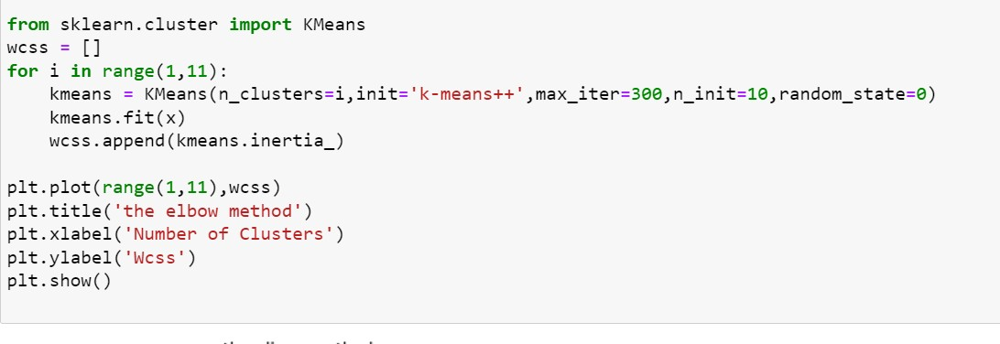 from sklearn.cluster import KMeans
wcss = []
for i in range(1,11):
    kmeans = KMeans(n_clusters=i,init='k-means++',max_iter=300,n_init=10,random_state=0)
    kmeans.fit(x)
    wcss.append(kmeans.inertia_)

plt.plot(range(1,11),wcss)
plt.title('the elbow method')
plt.xlabel('Number of Clusters')
plt.ylabel('Wcss')
plt.show()